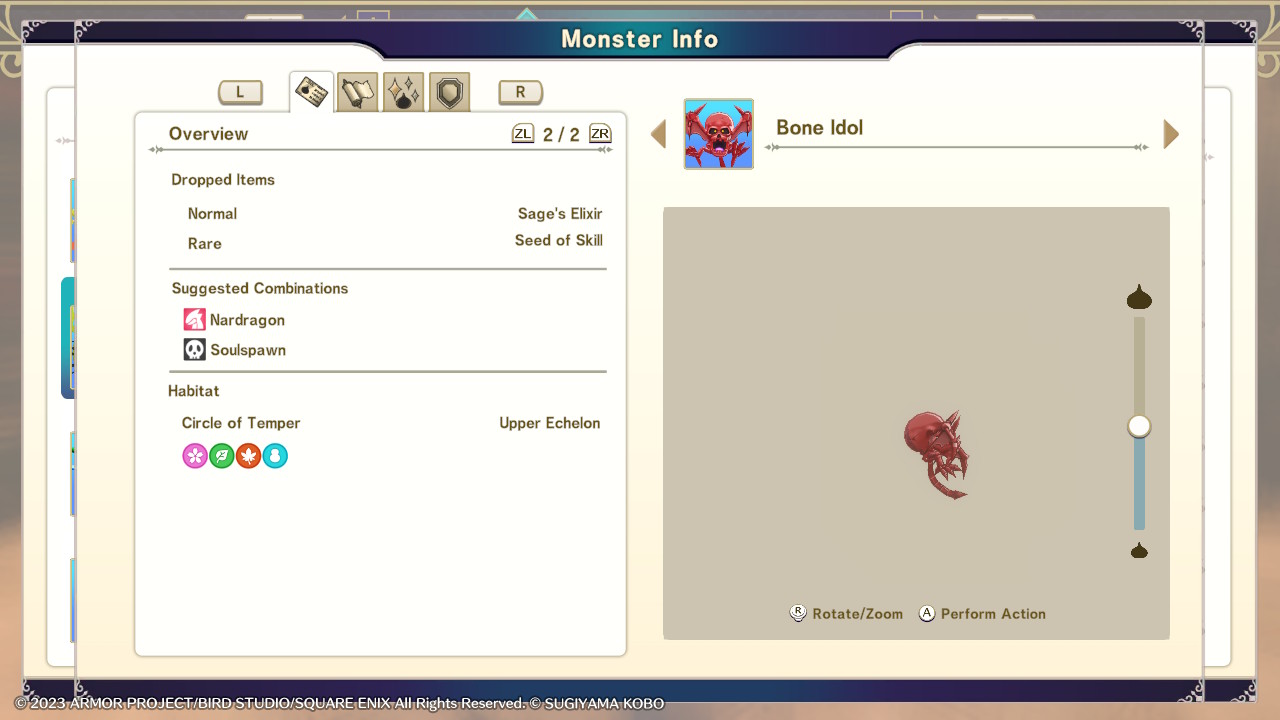 Monster Info
L
R
Overview
ZL 2 / 2 ZR
Dropped Items
Normal Sage's Elixir
Rare Seed of Skill
Suggested Combinations
Nardragon
Soulspawn
Habitat
Circle of Temper Upper Echelon
Bone Idol
R Rotate/Zoom A Perform Action
© 2023 ARMOR PROJECT/BIRD STUDIO/SQUARE ENIX All Rights Reserved. © SUGIYAMA KOBO